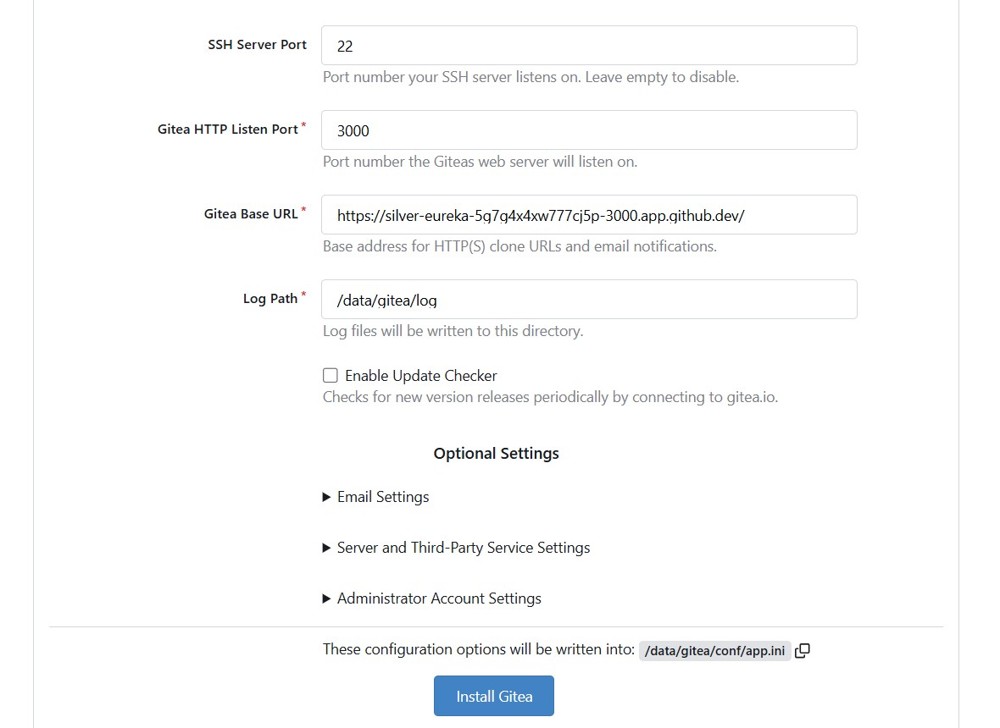 SSH Server Port
22
Port number your SSH server listens on. Leave empty to disable.
Gitea HTTP Listen Port*
3000
Port number the Giteas web server will listen on.
Gitea Base URL*
https://silver-eureka-5g7g4x4xw777cj5p-3000.app.github.dev/
Base address for HTTP(S) clone URLs and email notifications.
Log Path*
/data/gitea/log
Log files will be written to this directory.
Enable Update Checker
Checks for new version releases periodically by connecting to gitea.io.
Optional Settings
Email Settings
Server and Third-Party Service Settings
Administrator Account Settings
These configuration options will be written into: /data/gitea/conf/app.ini
Install Gitea